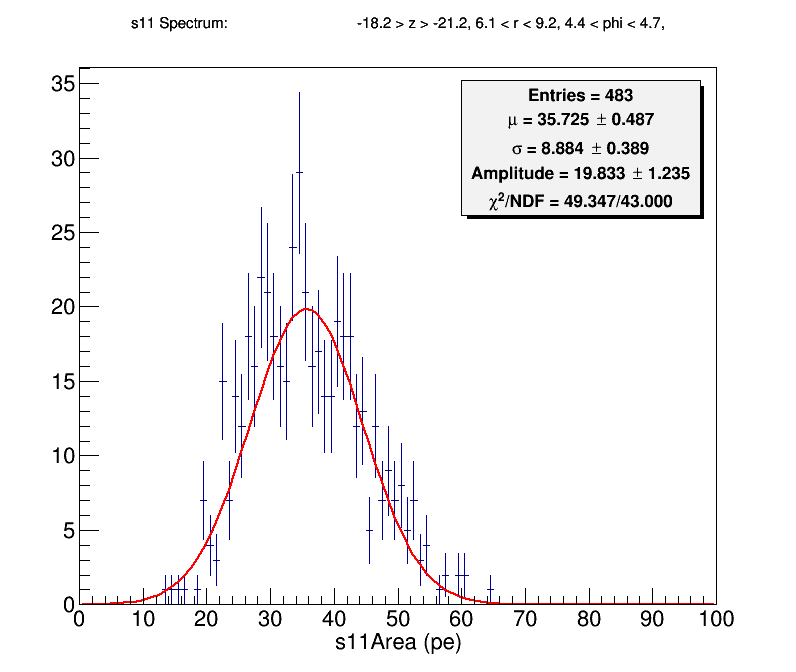 s11 Spectrum: -18.2 > z > -21.2, 6.1 < r < 9.2, 4.4 < phi < 4.7,
Entries = 483
μ = 35.725 ± 0.487
σ = 8.884 ± 0.389
Amplitude = 19.833 ± 1.235
χ²/NDF = 49.347/43.000
35
30
25
20
15
10
5
0
0 10 20 30 40 50 60 70 80 90 100
s11Area (pe)